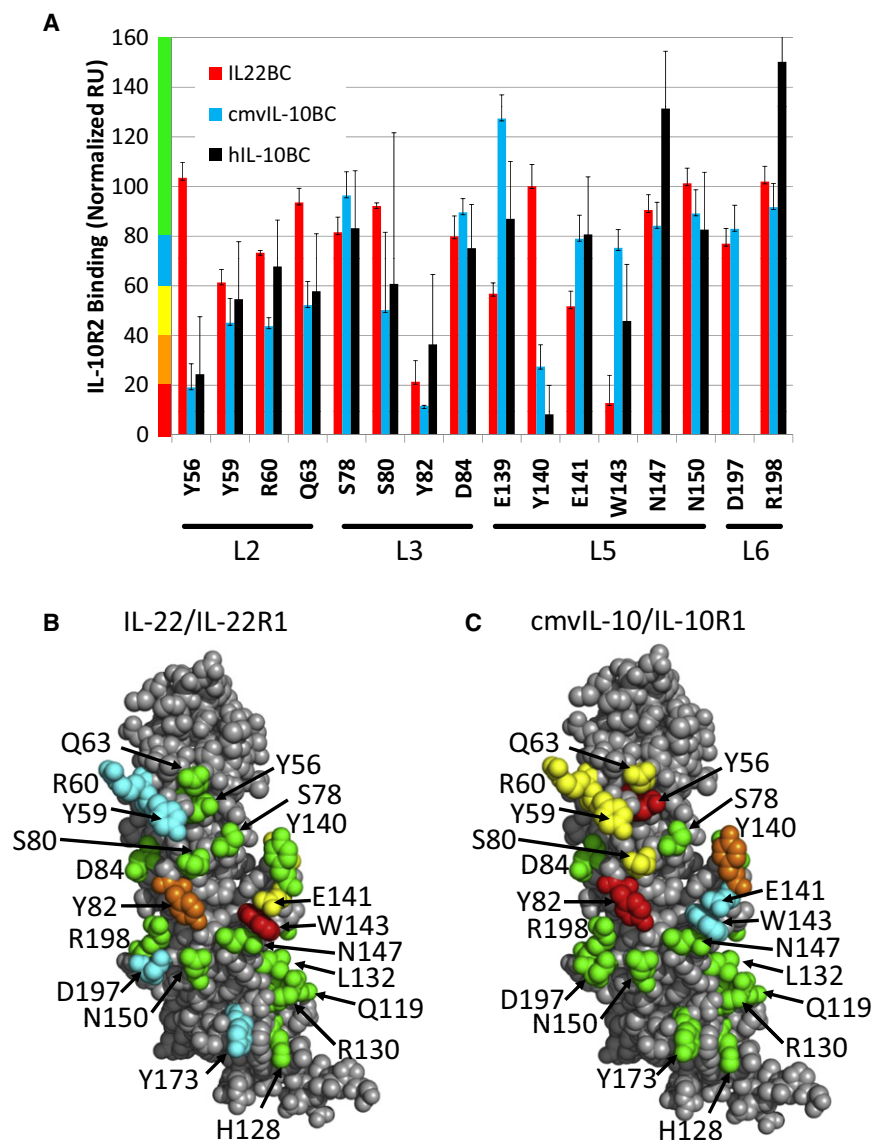 A
IL-10R2 Binding (Normalized RU)
160
140
120
100
80
60
40
20
0
IL22BC
cmvIL-10BC
hIL-10BC
Y56
Y59
R60
Q63
S78
S80
Y82
D84
E139
Y140
E141
W143
N147
N150
D197
R198
L2
L3
L5
L6
B IL-22/IL-22R1
Q63
R60
Y59
S80
D84
Y82
R198
D197
N150
Y173
H128
Y56
S78
Y140
E141
W143
N147
L132
Q119
R130
C cmvIL-10/IL-10R1
Q63
R60
Y59
S80
D84
Y82
R198
D197
N150
Y173
H128
Y56
S78
Y140
E141
W143
N147
L132
Q119
R130